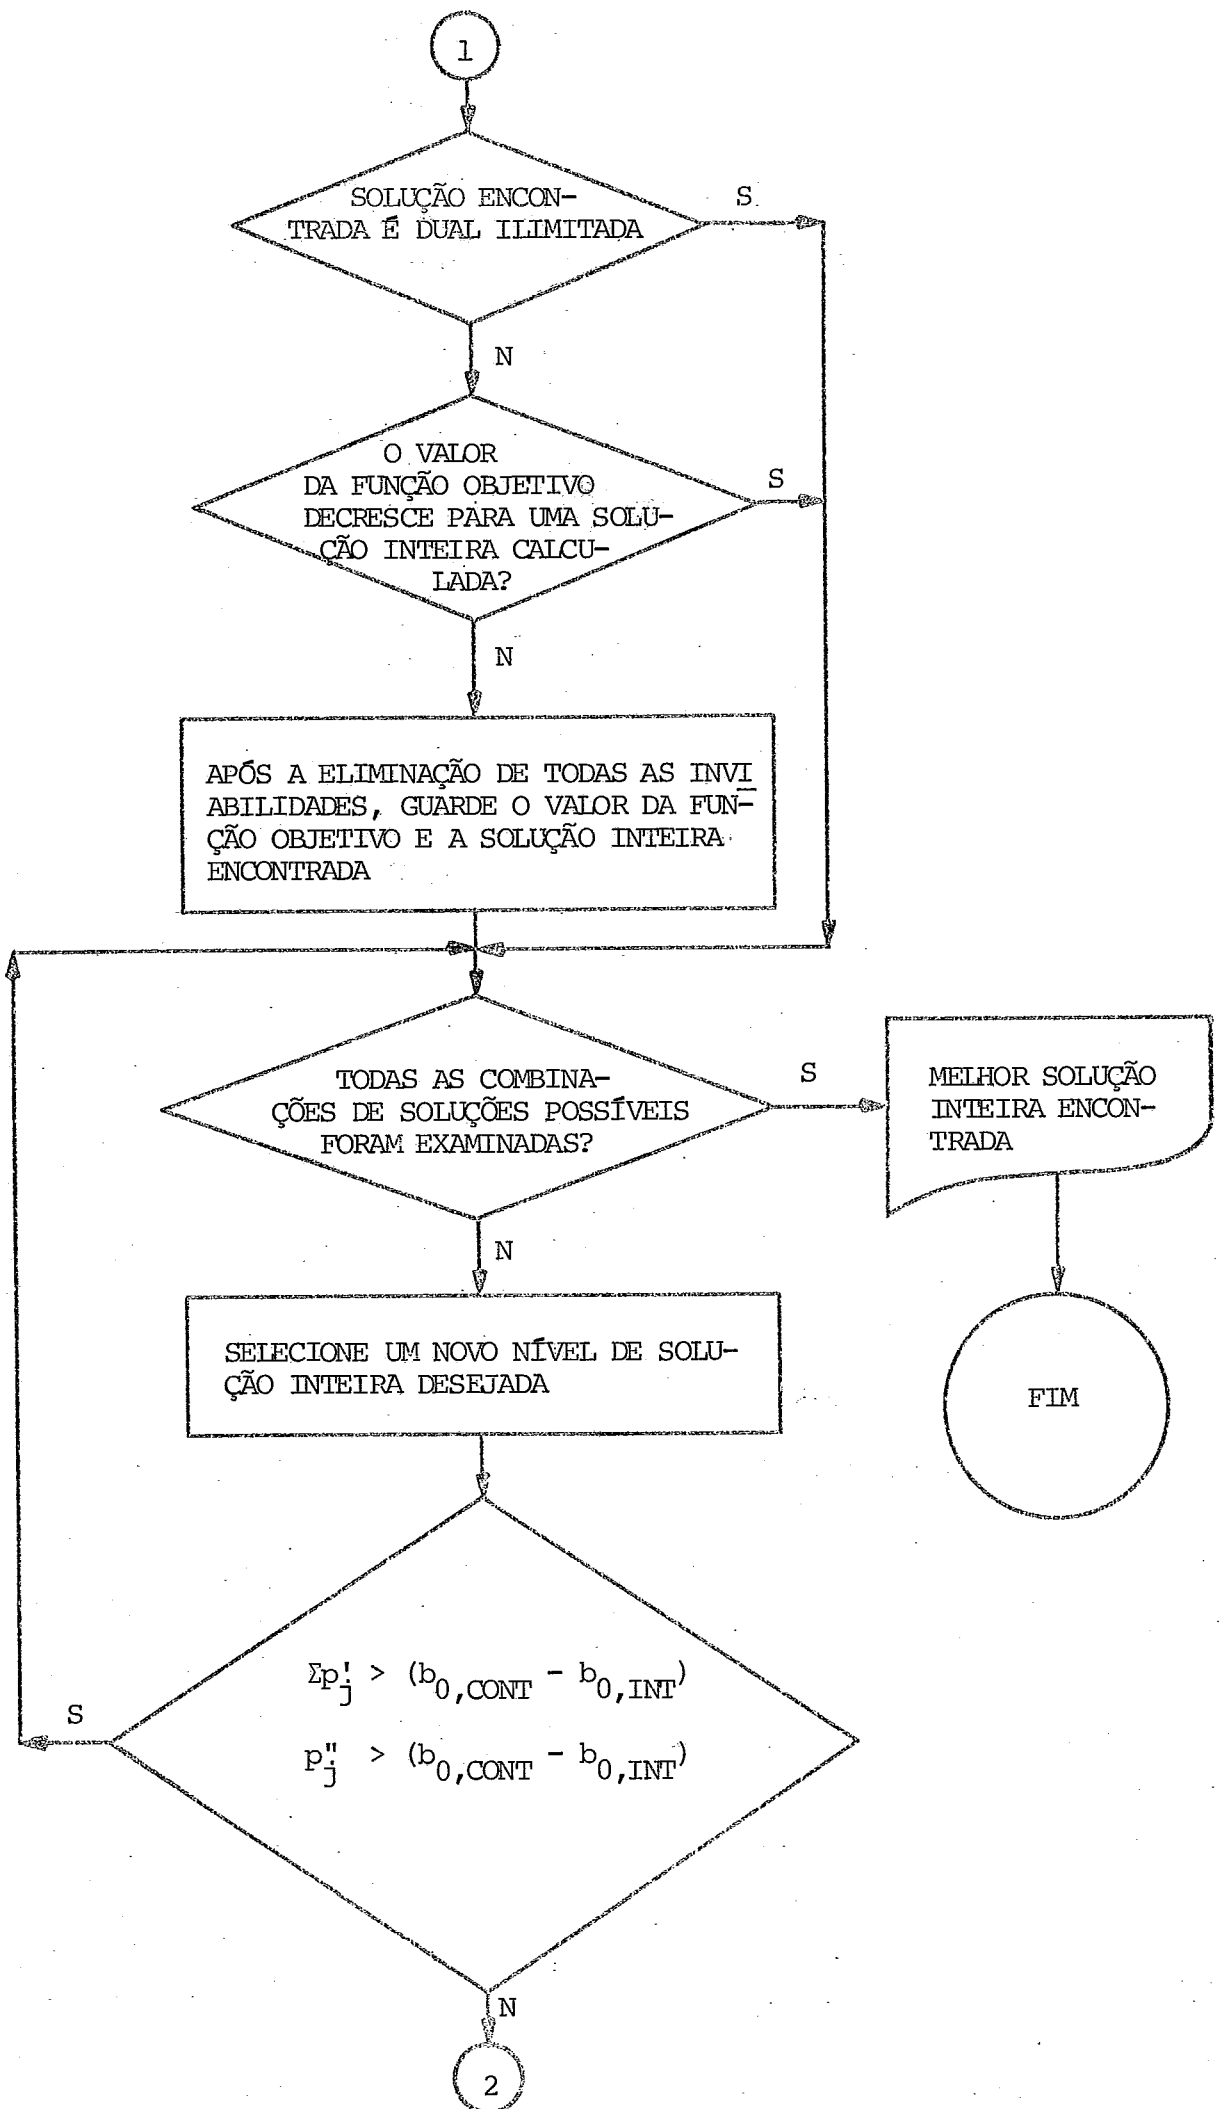 1
SOLUÇÃO ENCON-
TRADA É DUAL ILIMITADA
S
N
O VALOR
DA FUNÇÃO OBJETIVO
DECRESCE PARA UMA SOLU-
ÇÃO INTEIRA CALCU-
LADA?
S
N
APÓS A ELIMINAÇÃO DE TODAS AS INVI
ABILIDADES, GUARDE O VALOR DA FUN-
ÇÃO OBJETIVO E A SOLUÇÃO INTEIRA
ENCONTRADA
TODAS AS COMBINA-
ÇÕES DE SOLUÇÕES POSSÍVEIS
FORAM EXAMINADAS?
S
MELHOR SOLUÇÃO
INTEIRA ENCON-
TRADA
N
SELECIONE UM NOVO NÍVEL DE SOLU-
ÇÃO INTEIRA DESEJADA
FIM
Σp'j > (b0,CONT - b0,INT)
S
p"j > (b0,CONT - b0,INT)
N
2